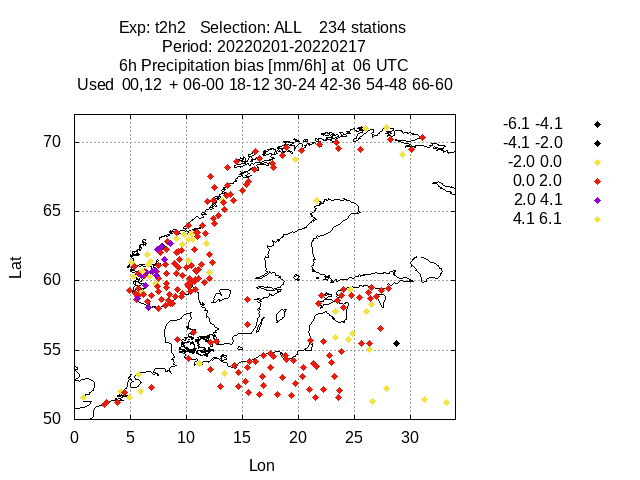 Exp: t2h2   Selection: ALL    234 stations
Period: 20220201-20220217
6h Precipitation bias [mm/6h] at  06 UTC
Used  00,12  + 06-00 18-12 30-24 42-36 54-48 66-60
-6.1 -4.1
-4.1 -2.0
-2.0 0.0
0.0 2.0
2.0 4.1
4.1 6.1
70
65
60
55
50
Lat
0 5 10 15 20 25 30
Lon